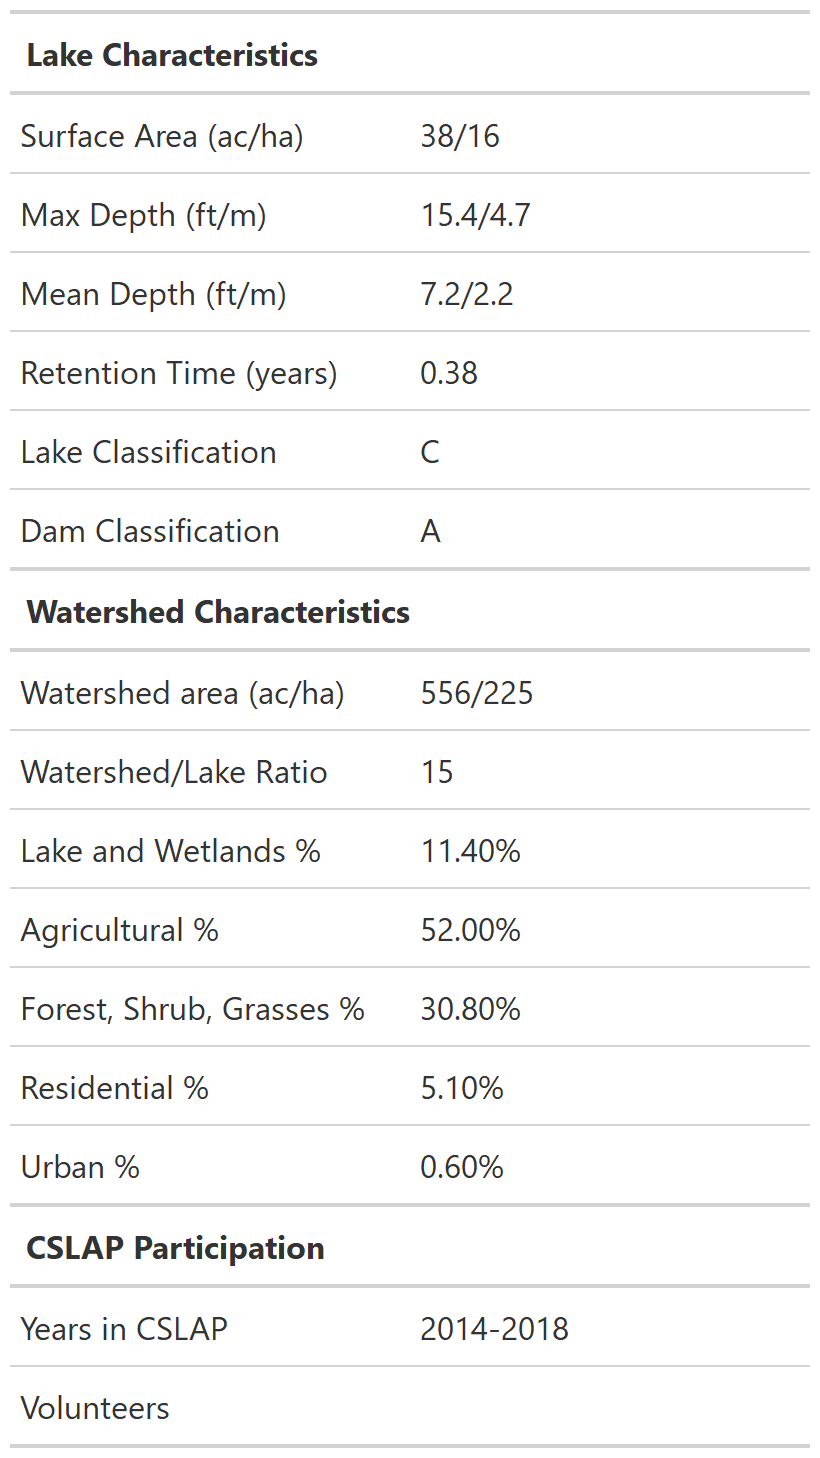 Lake Characteristics
Surface Area (ac/ha) 38/16
Max Depth (ft/m) 15.4/4.7
Mean Depth (ft/m) 7.2/2.2
Retention Time (years) 0.38
Lake Classification C
Dam Classification A
Watershed Characteristics
Watershed area (ac/ha) 556/225
Watershed/Lake Ratio 15
Lake and Wetlands % 11.40%
Agricultural % 52.00%
Forest, Shrub, Grasses % 30.80%
Residential % 5.10%
Urban % 0.60%
CSLAP Participation
Years in CSLAP 2014-2018
Volunteers